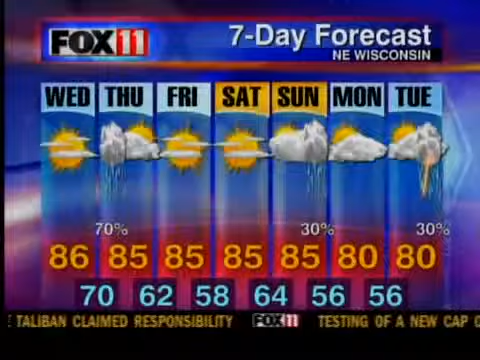 FOX11
7-Day Forecast
NE WISCONSIN
WED THU FRI SAT SUN MON TUE
70% 30% 30%
86 85 85 85 85 80 80
70 62 58 64 56 56
TALIBAN CLAIMED RESPONSIBILITY FOX11 TESTING OF A NEW CAP